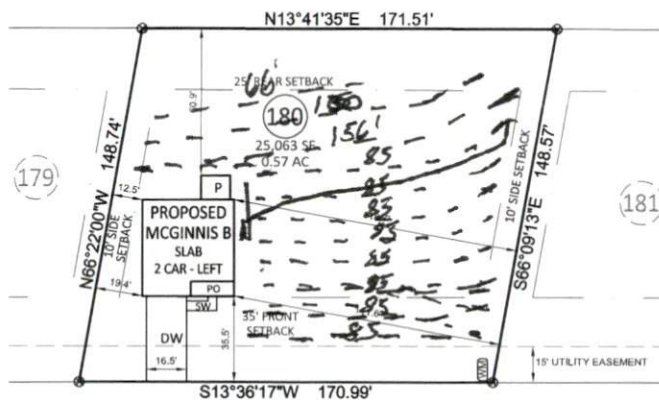 N13°41'35"E 171.51'
25' REAR SETBACK
66'
180
180
156'
25,063 SF
0.57 AC
85
85
85
85
85
85
85
85
N66°22'00"W 148.74'
10' SIDE
SETBACK
179
12.5'
19.4'
P
PROPOSED
MCGINNIS B
SLAB
2 CAR - LEFT
PO
SW
DW
16.5'
35' FRONT
SETBACK
35.5'
10' SIDE SETBACK
S66°09'13"E 148.57'
181
WM
15' UTILITY EASEMENT
S13°36'17"W 170.99'